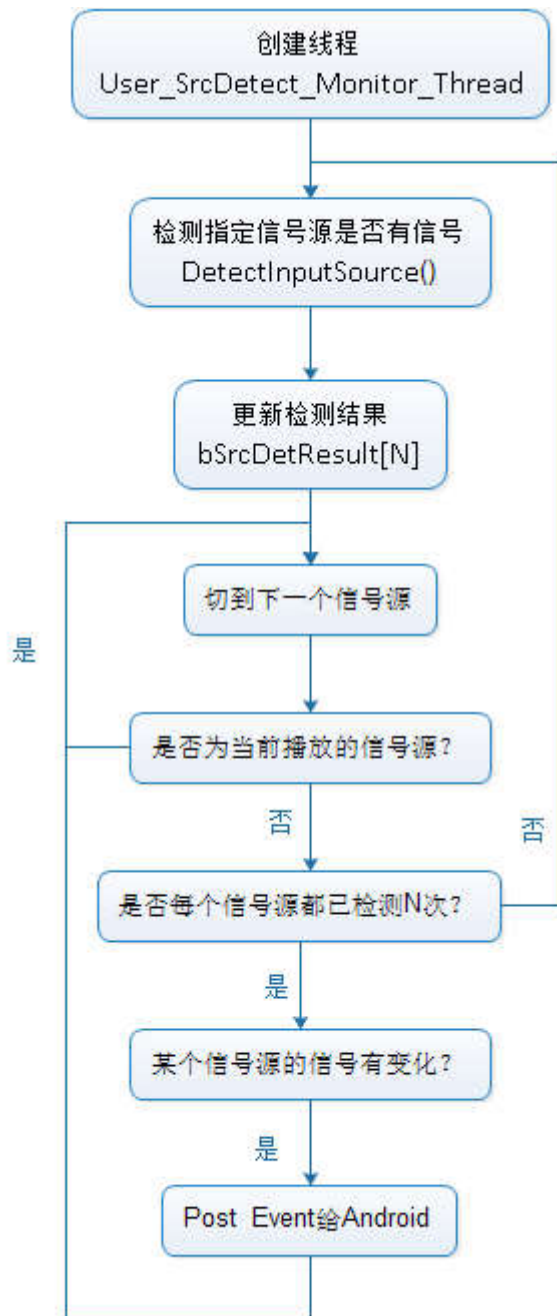 创建线程
User_SrcDetect_Monitor_Thread
检测指定信号源是否有信号
DetectInputSource()
更新检测结果
bSrcDetResult[N]
切到下一个信号源
是
是否为当前播放的信号源？
否
否
是否每个信号源都已检测N次？
是
某个信号源的信号有变化？
是
Post Event给Android